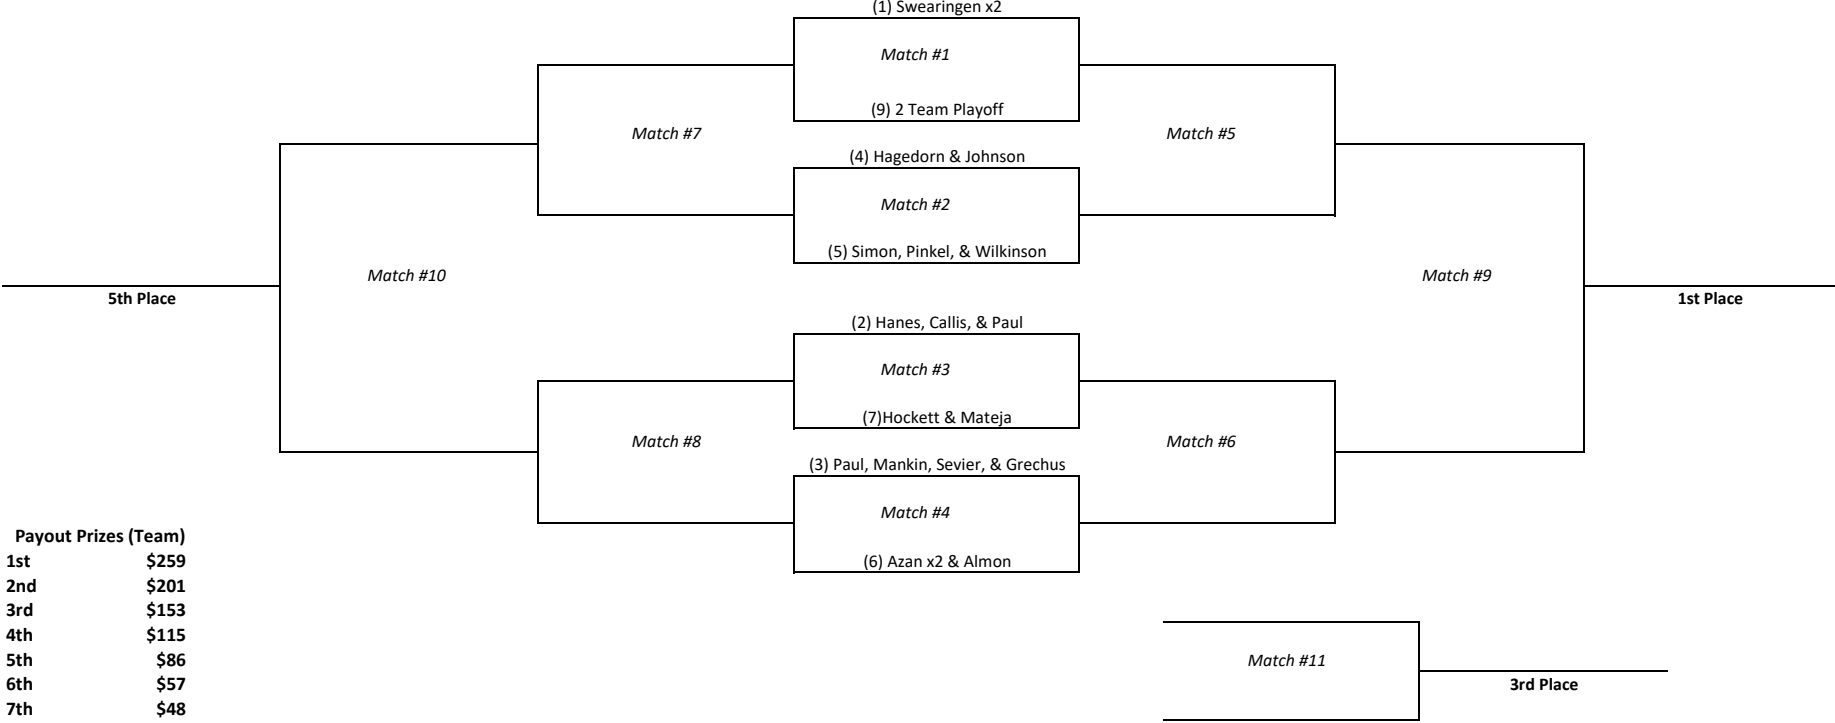 (1) Swearingen x2
Match #1
(9) 2 Team Playoff
Match #7
Match #5
(4) Hagedorn & Johnson
Match #2
(5) Simon, Pinkel, & Wilkinson
Match #10
Match #9
5th Place
1st Place
(2) Hanes, Callis, & Paul
Match #3
(7)Hockett & Mateja
Match #8
Match #6
(3) Paul, Mankin, Sevier, & Grechus
Match #4
(6) Azan x2 & Almon
Payout Prizes (Team)
1st $259
2nd $201
3rd $153
4th $115
5th $86
6th $57
7th $48
Match #11
3rd Place